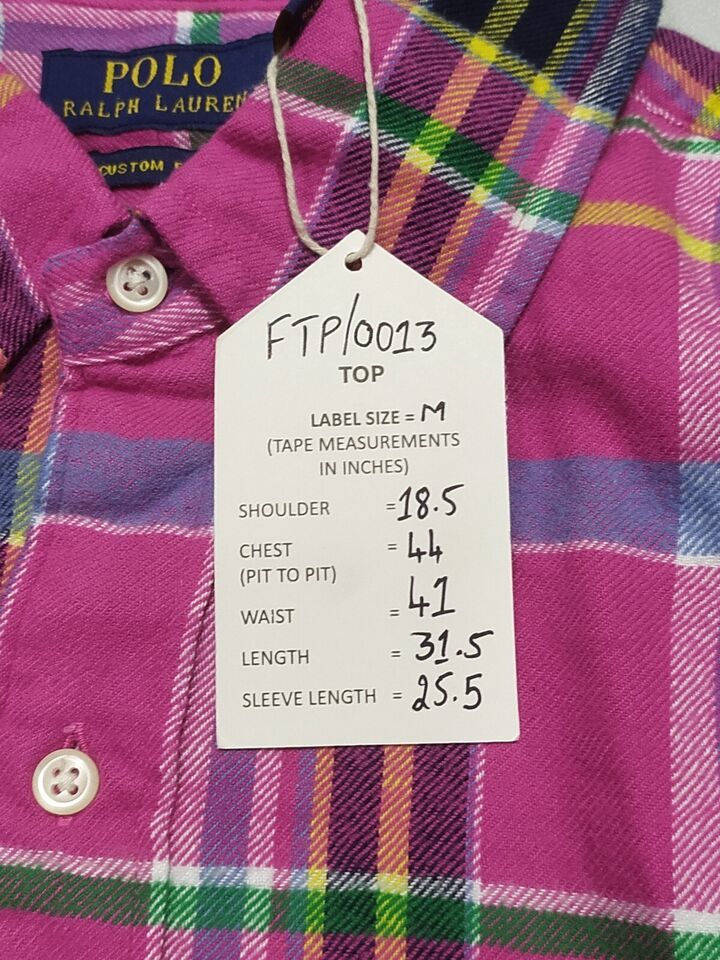 POLO
RALPH LAUREN
CUSTOM
FTP/0013
TOP
LABEL SIZE = M
(TAPE MEASUREMENTS
IN INCHES)
SHOULDER = 18.5
CHEST = 44
(PIT TO PIT)
WAIST = 41
LENGTH = 31.5
SLEEVE LENGTH = 25.5